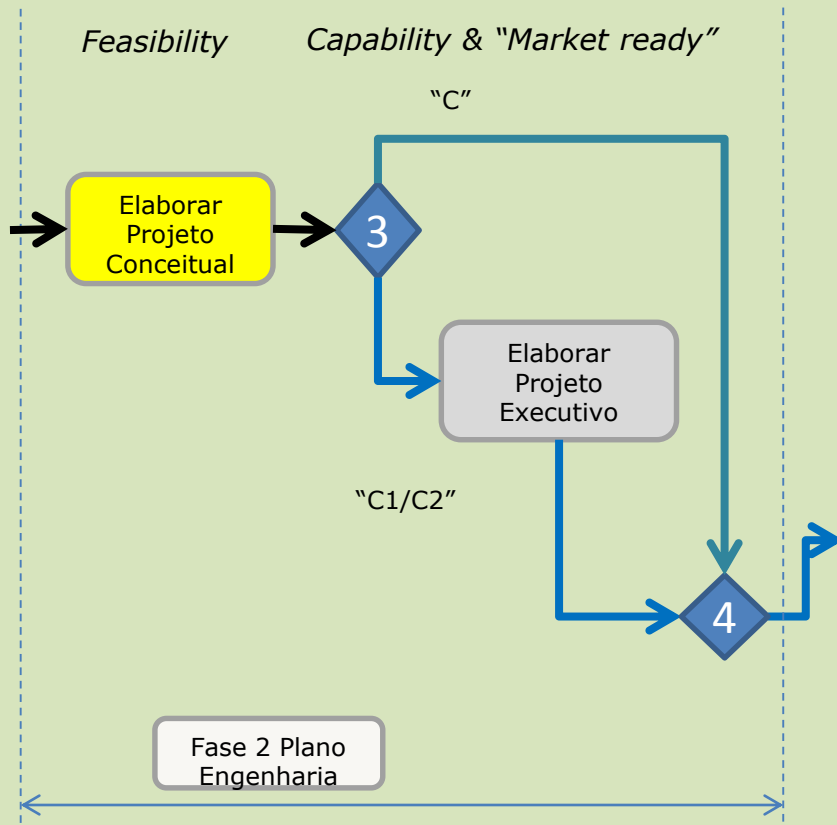 Feasibility
Capability & “Market ready”
“C”
Elaborar
Projeto
Conceitual
3
Elaborar
Projeto
Executivo
“C1/C2”
4
Fase 2 Plano
Engenharia